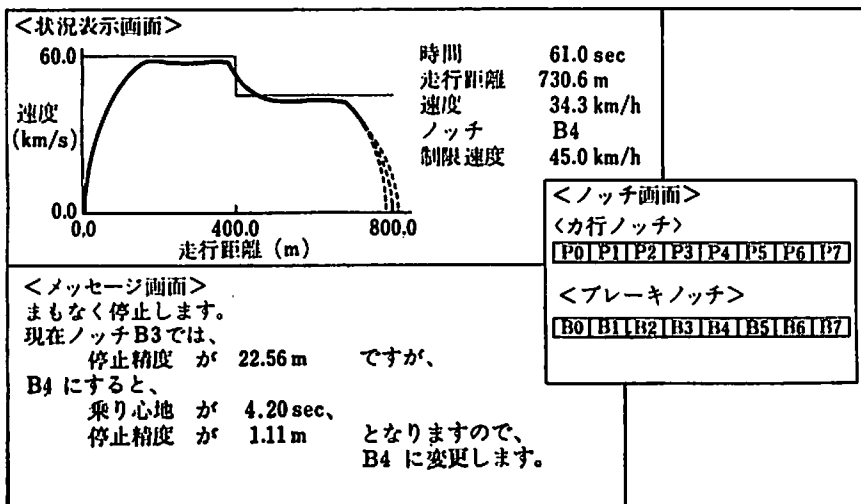 <状況表示画面>
60.0
速度
(km/s)
0.0
0.0
400.0
800.0
走行距離 (m)
時間 61.0 sec
走行距離 730.6 m
速度 34.3 km/h
ノッチ B4
制限速度 45.0 km/h
<ノッチ画面>
<カ行ノッチ>
P0 P1 P2 P3 P4 P5 P6 P7
<ブレーキノッチ>
B0 B1 B2 B3 B4 B5 B6 B7
<メッセージ画面>
まもなく停止します。
現在ノッチB3では、
停止精度 が 22.56 m ですが、
B4 にすると、
乗り心地 が 4.20 sec、
停止精度 が 1.11 m となりますので、
B4 に変更します。